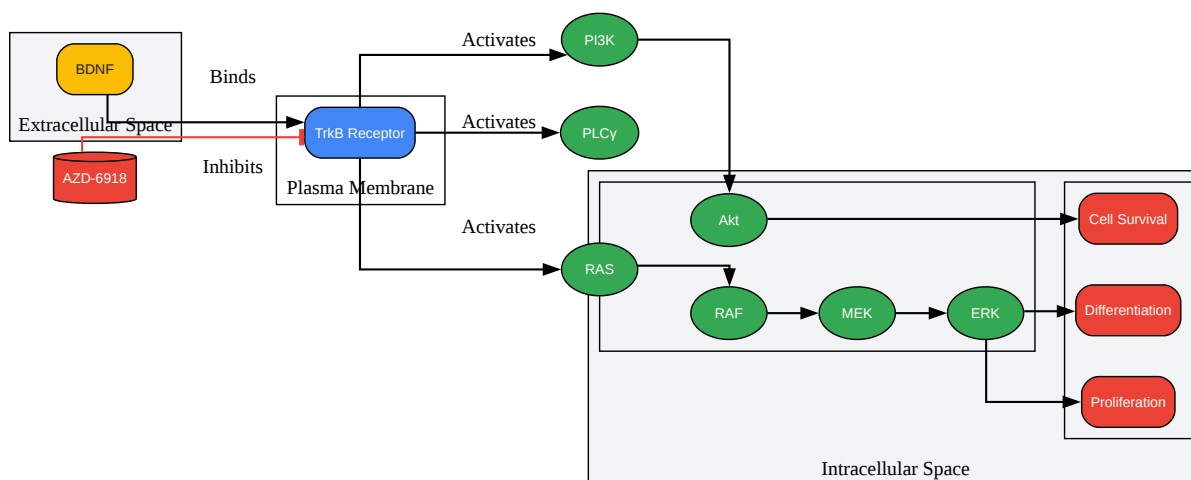 Activates
PI3K
BDNF
Binds
Extracellular Space
TrkB Receptor
Activates
PLCγ
AZD-6918
Inhibits
Plasma Membrane
Activates
Akt
Cell Survival
RAS
RAF
MEK
ERK
Differentiation
Proliferation
Intracellular Space